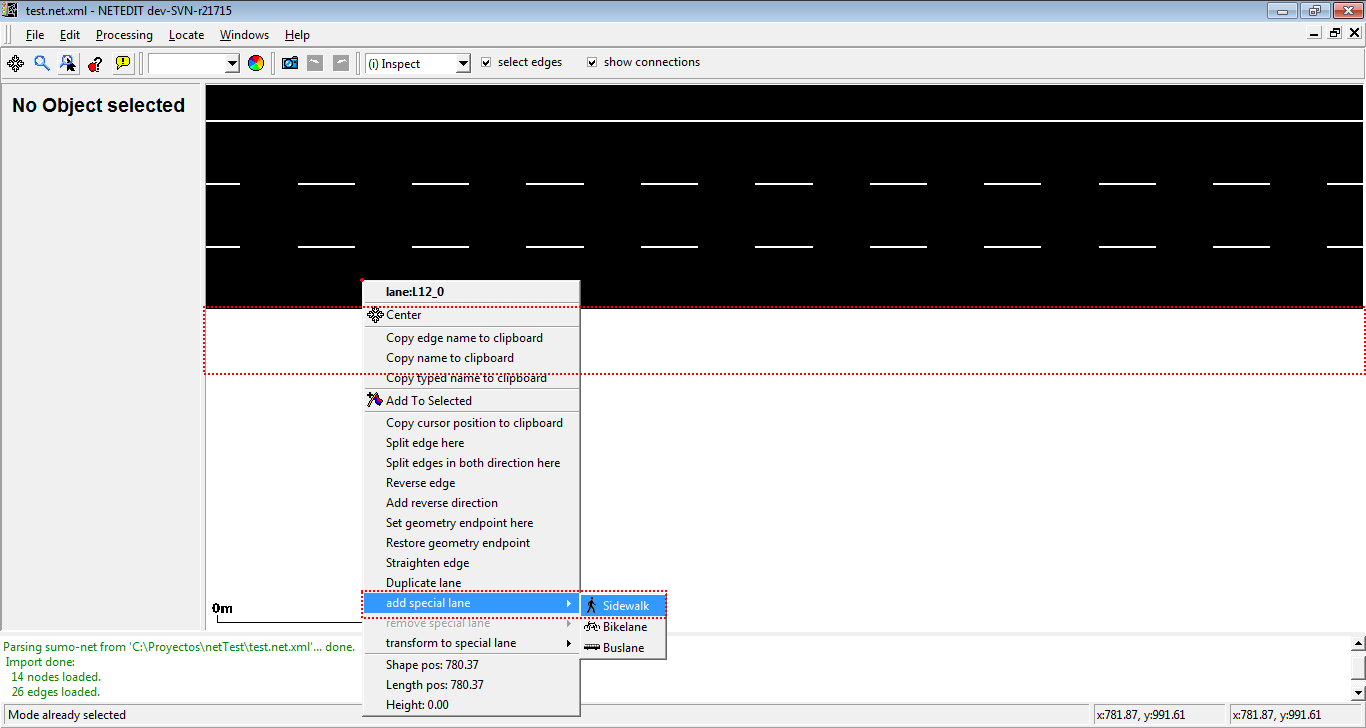 test.net.xml - NETEDIT dev-SVN-r21715
File Edit Processing Locate Windows Help
(i) Inspect select edges show connections
No Object selected
lane:L12_0
Center
Copy edge name to clipboard
Copy name to clipboard
Copy typed name to clipboard
Add To Selected
Copy cursor position to clipboard
Split edge here
Split edges in both direction here
Reverse edge
Add reverse direction
Set geometry endpoint here
Restore geometry endpoint
Straighten edge
Duplicate lane
add special lane
remove special lane
transform to special lane
Shape pos: 780.37
Length pos: 780.37
Height: 0.00
Sidewalk
Bikelane
Buslane
0m
Parsing sumo-net from 'C:\Proyectos\netTest\test.net.xml'... done.
Import done:
14 nodes loaded.
26 edges loaded.
Mode already selected
x:781.87, y:991.61
x:781.87, y:991.61